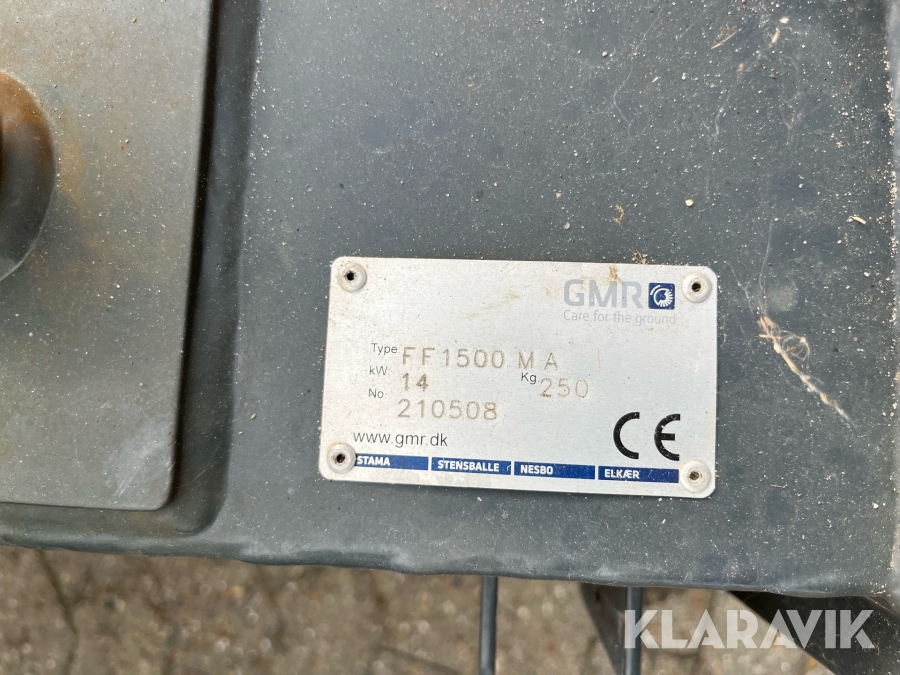 GMR
Care for the ground
Type FF1500 MA
kW 14 Kg 250
No 210508
www.gmr.dk
CE
STAMA STENSBALLE NESBO ELKÆR
KLARAVIK